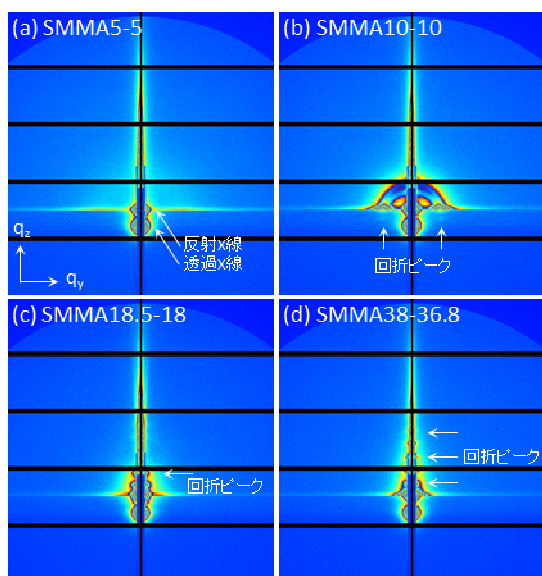 (a) SMMA5-5
反射X線
透過X線
qz
qy
(b) SMMA10-10
回折ピーク
(c) SMMA18.5-18
回折ピーク
(d) SMMA38-36.8
回折ピーク